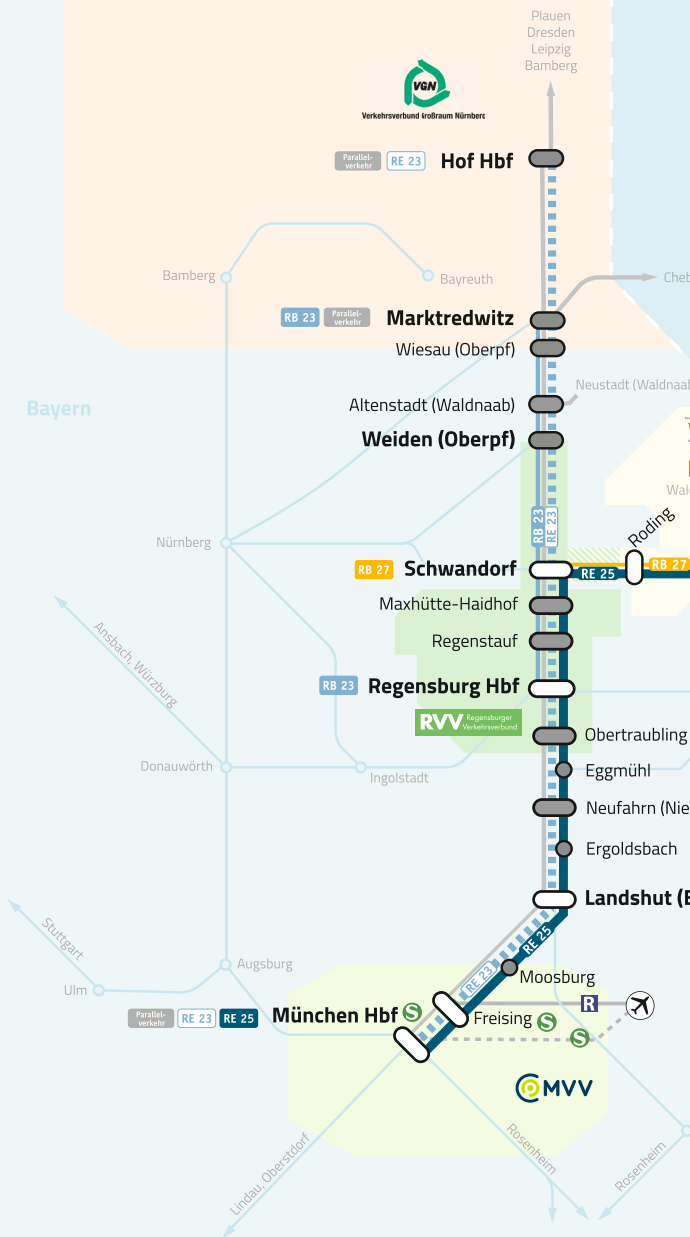 Plauen
Dresden
Leipzig
Bamberg
VGN
Verkehrsverbund Großraum Nürnberg
Parallel-
verkehr
RE 23
Hof Hbf
Bamberg
Bayreuth
Cheb
RB 23
Parallel-
verkehr
Marktredwitz
Wiesau (Oberpf)
Neustadt (Waldnaab
Bayern
Altenstadt (Waldnaab)
Weiden (Oberpf)
Wal
RB 23
RE 23
Roding
Nürnberg
RB 27
Schwandorf
RE 25
RB 27
Maxhütte-Haidhof
Ansbach, Würzburg
Regenstauf
RB 23
Regensburg Hbf
RVV Regensburger
Verkehrsverbund
Obertraubling
Donauwörth
Ingolstadt
Eggmühl
Neufahrn (Nie
Ergoldsbach
Landshut (B
Stuttgart
RE 25
Augsburg
RE 23
Moosburg
Ulm
Parallel-
verkehr
RE 23
RE 25
München Hbf
S
R
Freising
S
S
MVV
Lindau, Oberstdorf
Rosenheim
Rosenheim